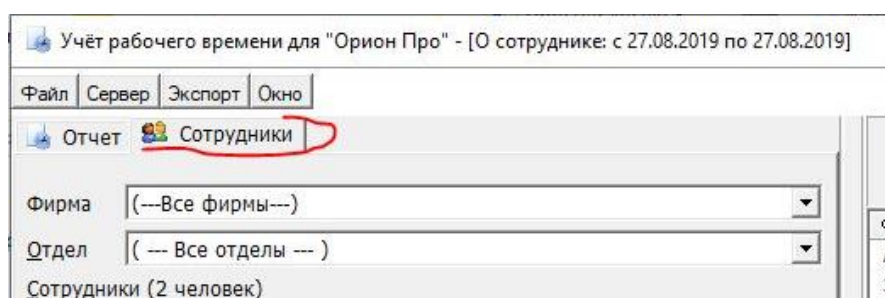 Учёт рабочего времени для "Орион Про" - [О сотруднике: с 27.08.2019 по 27.08.2019]
Файл Сервер Экспорт Окно
Отчет Сотрудники
Фирма (---Все фирмы---)
Отдел ( --- Все отделы --- )
Сотрудники (2 человек)